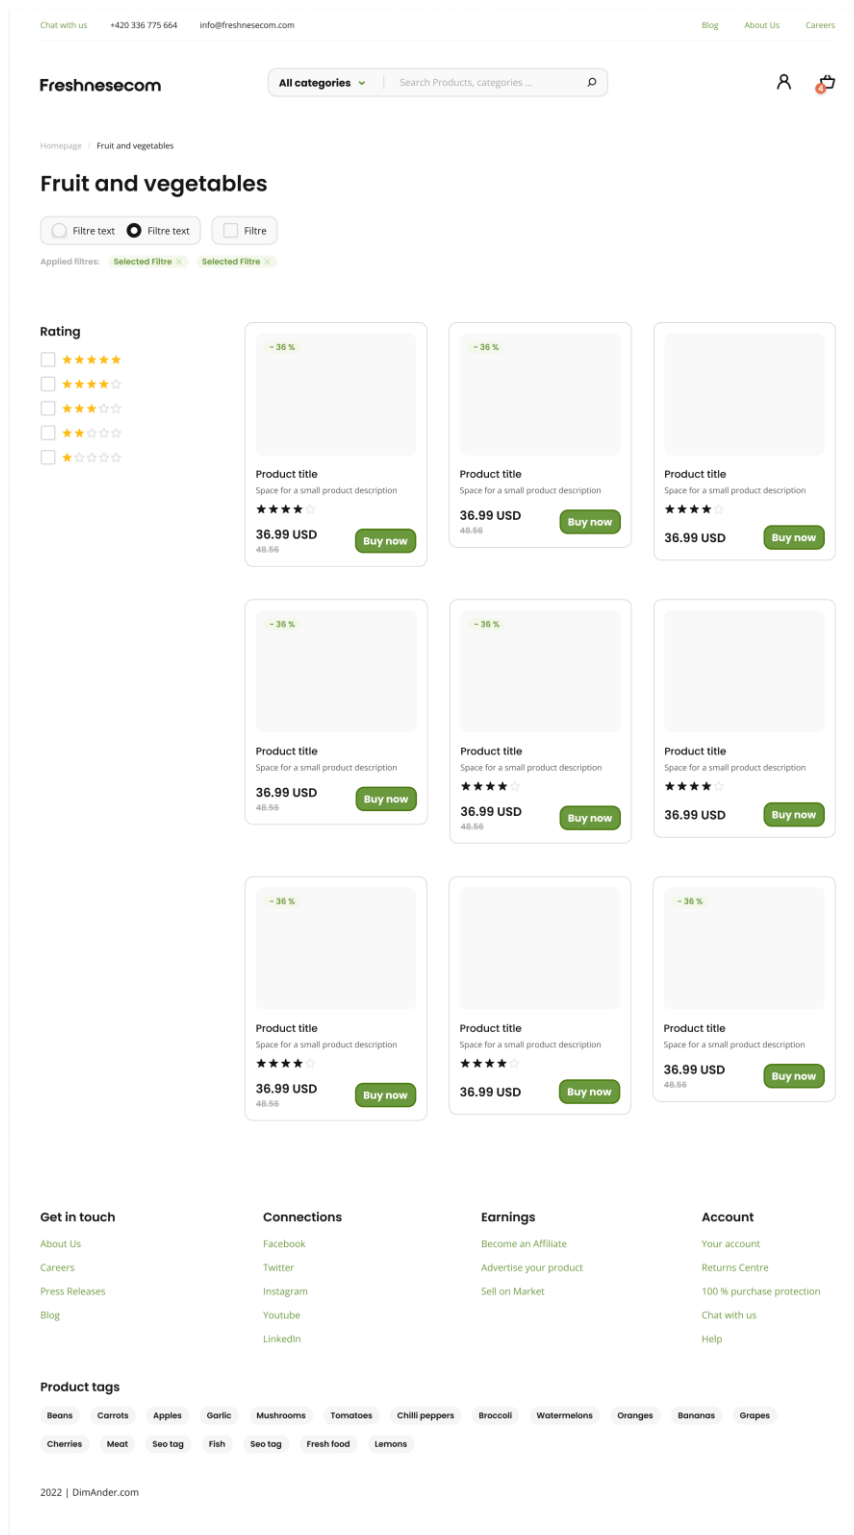 Chat with us +420 336 775 664 info@freshnesecom.com Blog About Us Careers
Freshnesecom All categories Search Products, categories ... 4
Homepage / Fruit and vegetables
Fruit and vegetables
Filtre text Filtre text Filtre
Applied filtres: Selected Filtre × Selected Filtre ×
Rating
- 36 % - 36 %
Product title Product title Product title
Space for a small product description Space for a small product description Space for a small product description
36.99 USD Buy now 36.99 USD Buy now 36.99 USD Buy now
48.56 48.56
- 36 % - 36 %
Product title Product title Product title
Space for a small product description Space for a small product description Space for a small product description
36.99 USD Buy now 36.99 USD Buy now 36.99 USD Buy now
48.56 48.56
- 36 % - 36 %
Product title Product title Product title
Space for a small product description Space for a small product description Space for a small product description
36.99 USD Buy now 36.99 USD Buy now 36.99 USD Buy now
48.56 48.56
Get in touch Connections Earnings Account
About Us Facebook Become an Affiliate Your account
Careers Twitter Advertise your product Returns Centre
Press Releases Instagram Sell on Market 100 % purchase protection
Blog Youtube Chat with us
LinkedIn Help
Product tags
Beans Carrots Apples Garlic Mushrooms Tomatoes Chilli peppers Broccoli Watermelons Oranges Bananas Grapes
Cherries Meat Seo tag Fish Seo tag Fresh food Lemons
2022 | DimAnder.com